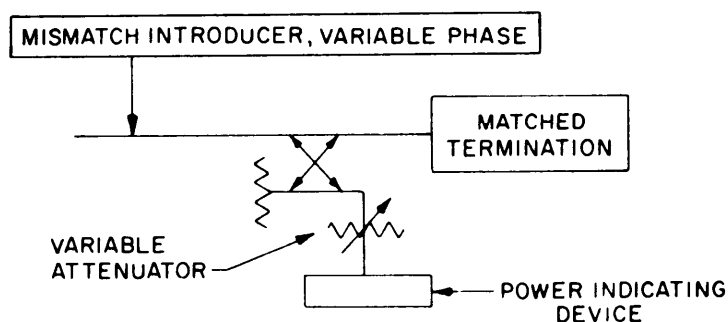 MISMATCH INTRODUCER, VARIABLE PHASE
MATCHED
TERMINATION
VARIABLE
ATTENUATOR
POWER INDICATING
DEVICE